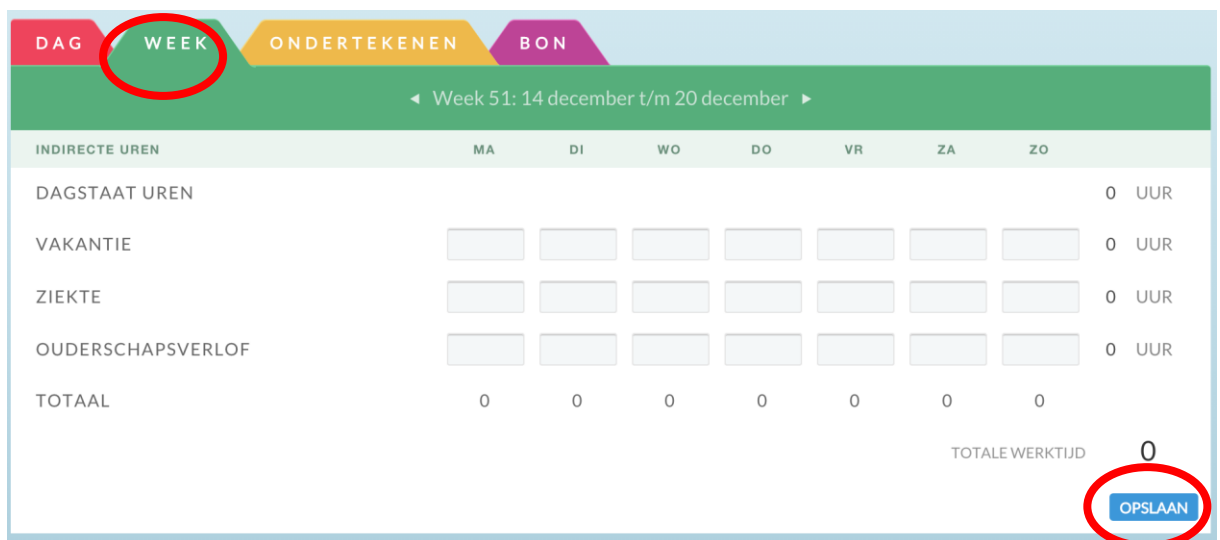 DAG WEEK ONDERTEKENEN BON
◄ Week 51: 14 december t/m 20 december ►
INDIRECTE UREN MA DI WO DO VR ZA ZO
DAGSTAAT UREN 0 UUR
VAKANTIE 0 UUR
ZIEKTE 0 UUR
OUDERSCHAPSVERLOF 0 UUR
TOTAAL 0 0 0 0 0 0 0
TOTALE WERKTIJD 0
OPSLAAN